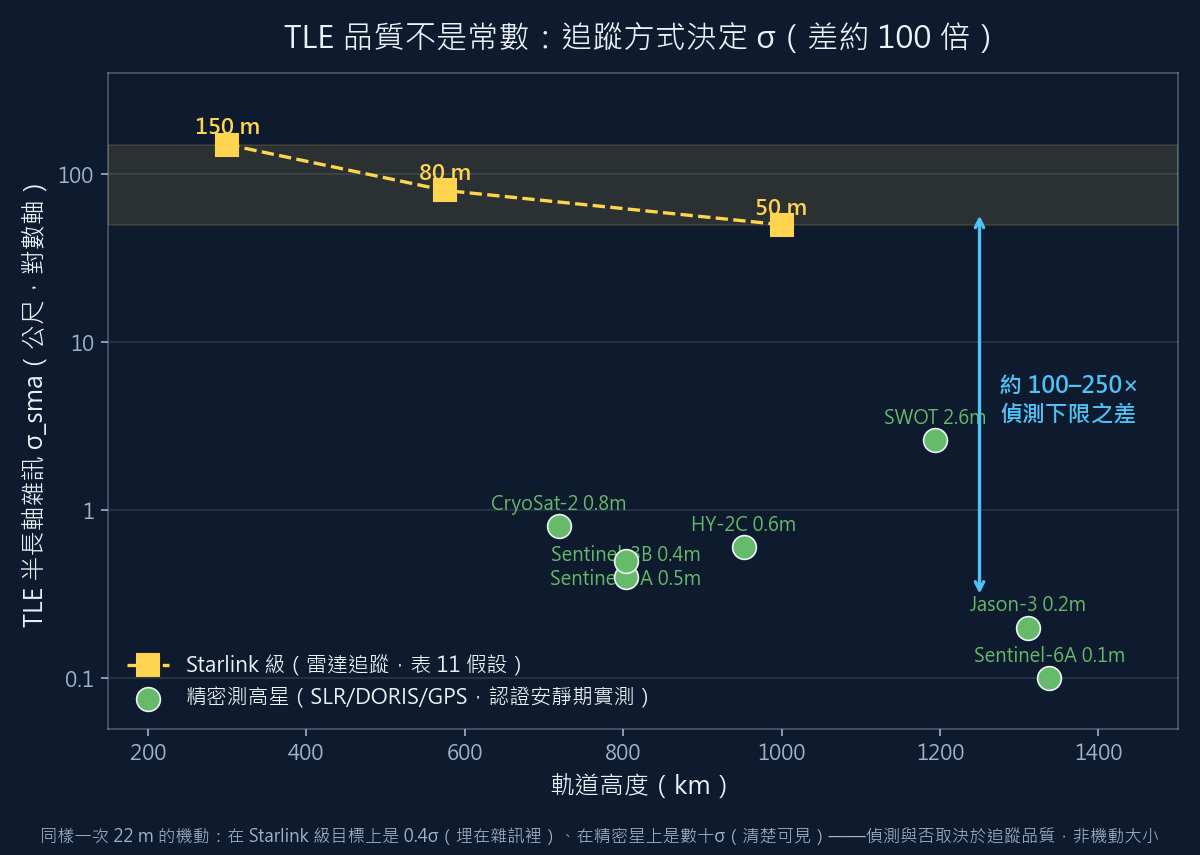 TLE 品質不是常數：追蹤方式決定 σ（差約 100 倍）
150 m
80 m
50 m
100
10
1
0.1
TLE 半長軸雜訊 σ_sma（公尺，對數軸）
約 100–250×
偵測下限之差
SWOT 2.6m
CryoSat-2 0.8m
HY-2C 0.6m
Sentinel-3B 0.4m
A 0.5m
Jason-3 0.2m
Sentinel-6A 0.1m
Starlink 級（雷達追蹤，表 11 假設）
精密測高星（SLR/DORIS/GPS，認證安靜期實測）
200
400
600
800
1000
1200
1400
軌道高度（km）
同樣一次 22 m 的機動：在 Starlink 級目標上是 0.4σ（埋在雜訊裡）、在精密星上是數十σ（清楚可見）——偵測與否取決於追蹤品質，非機動大小